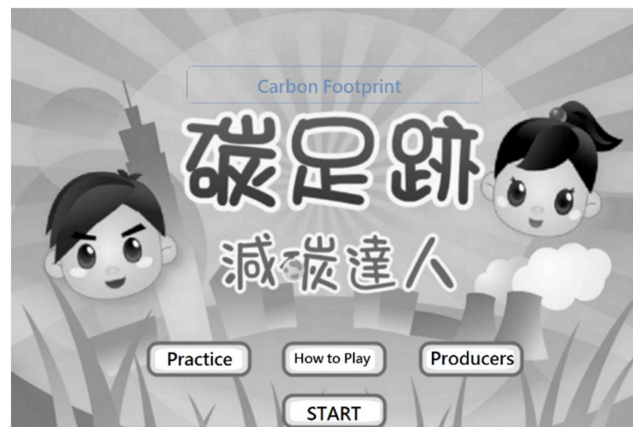 Carbon Footprint
碳足跡
減碳達人
Practice
How to Play
Producers
START